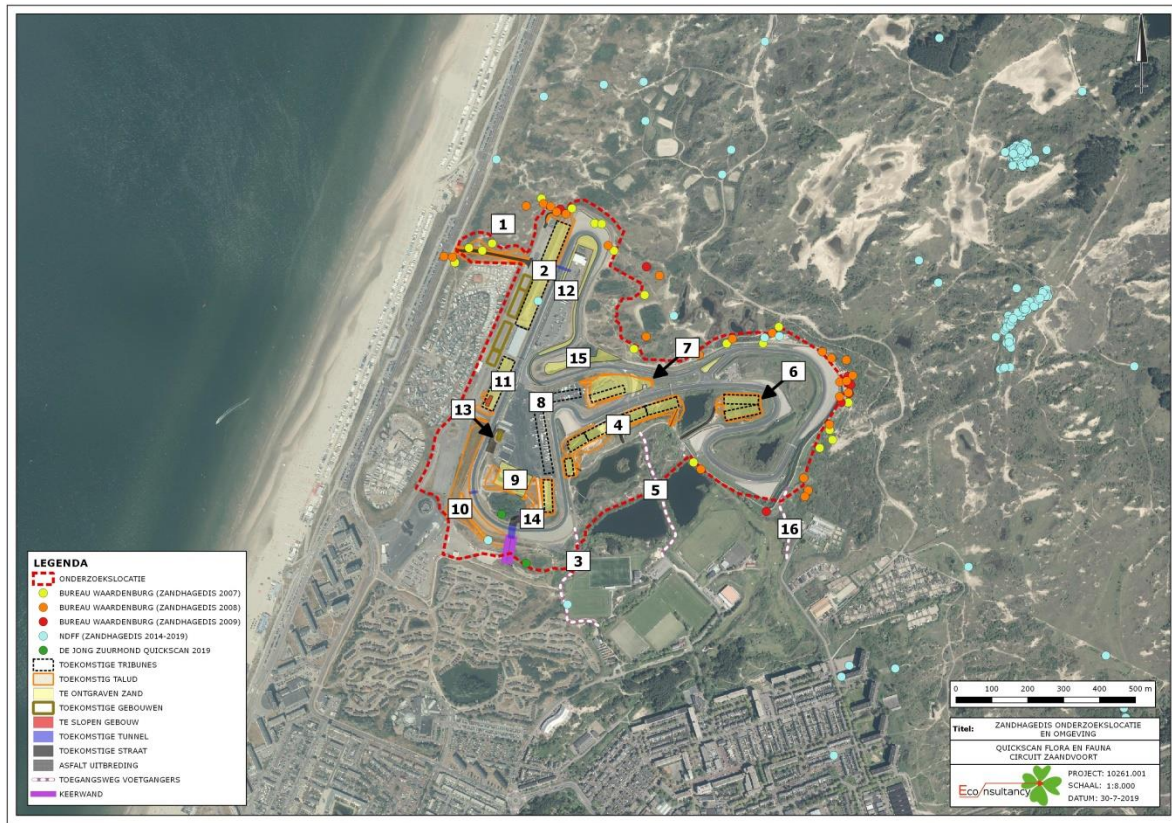 1
2
12
15
7
6
11
8
13
4
9
5
10
14
16
3
LEGENDA
ONDERZOEKSLOCATIE
BUREAU WAARDENBURG (ZANDHAGEDIS 2007)
BUREAU WAARDENBURG (ZANDHAGEDIS 2008)
BUREAU WAARDENBURG (ZANDHAGEDIS 2009)
NDFF (ZANDHAGEDIS 2014-2019)
DE JONG ZUURMOND QUICKSCAN 2019
TOEKOMSTIGE TRIBUNES
TOEKOMSTIG TALUD
TE ONTGRAVEN ZAND
TOEKOMSTIGE GEBOUWEN
TE SLOPEN GEBOUW
TOEKOMSTIGE TUNNEL
TOEKOMSTIGE STRAAT
ASFALT UITBREDING
TOEGANGSWEG VOETGANGERS
KEERWAND
0 100 200 300 400 500 m
Titel: ZANDHAGEDIS ONDERZOEKSLOCATIE
EN OMGEVING
QUICKSCAN FLORA EN FAUNA
CIRCUIT ZAANDVOORT
Econsultancy
PROJECT: 10261.001
SCHAAL: 1:8.000
DATUM: 30-7-2019